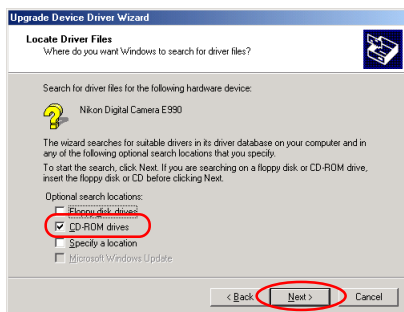 Upgrade Device Driver Wizard
Locate Driver Files
Where do you want Windows to search for driver files?
Search for driver files for the following hardware device:
Nikon Digital Camera E990
The wizard searches for suitable drivers in its driver database on your computer and in
any of the following optional search locations that you specify.
To start the search, click Next. If you are searching on a floppy disk or CD-ROM drive,
insert the floppy disk or CD before clicking Next.
Optional search locations:
Floppy disk drives
CD-ROM drives
Specify a location
Microsoft Windows Update
< Back Next > Cancel